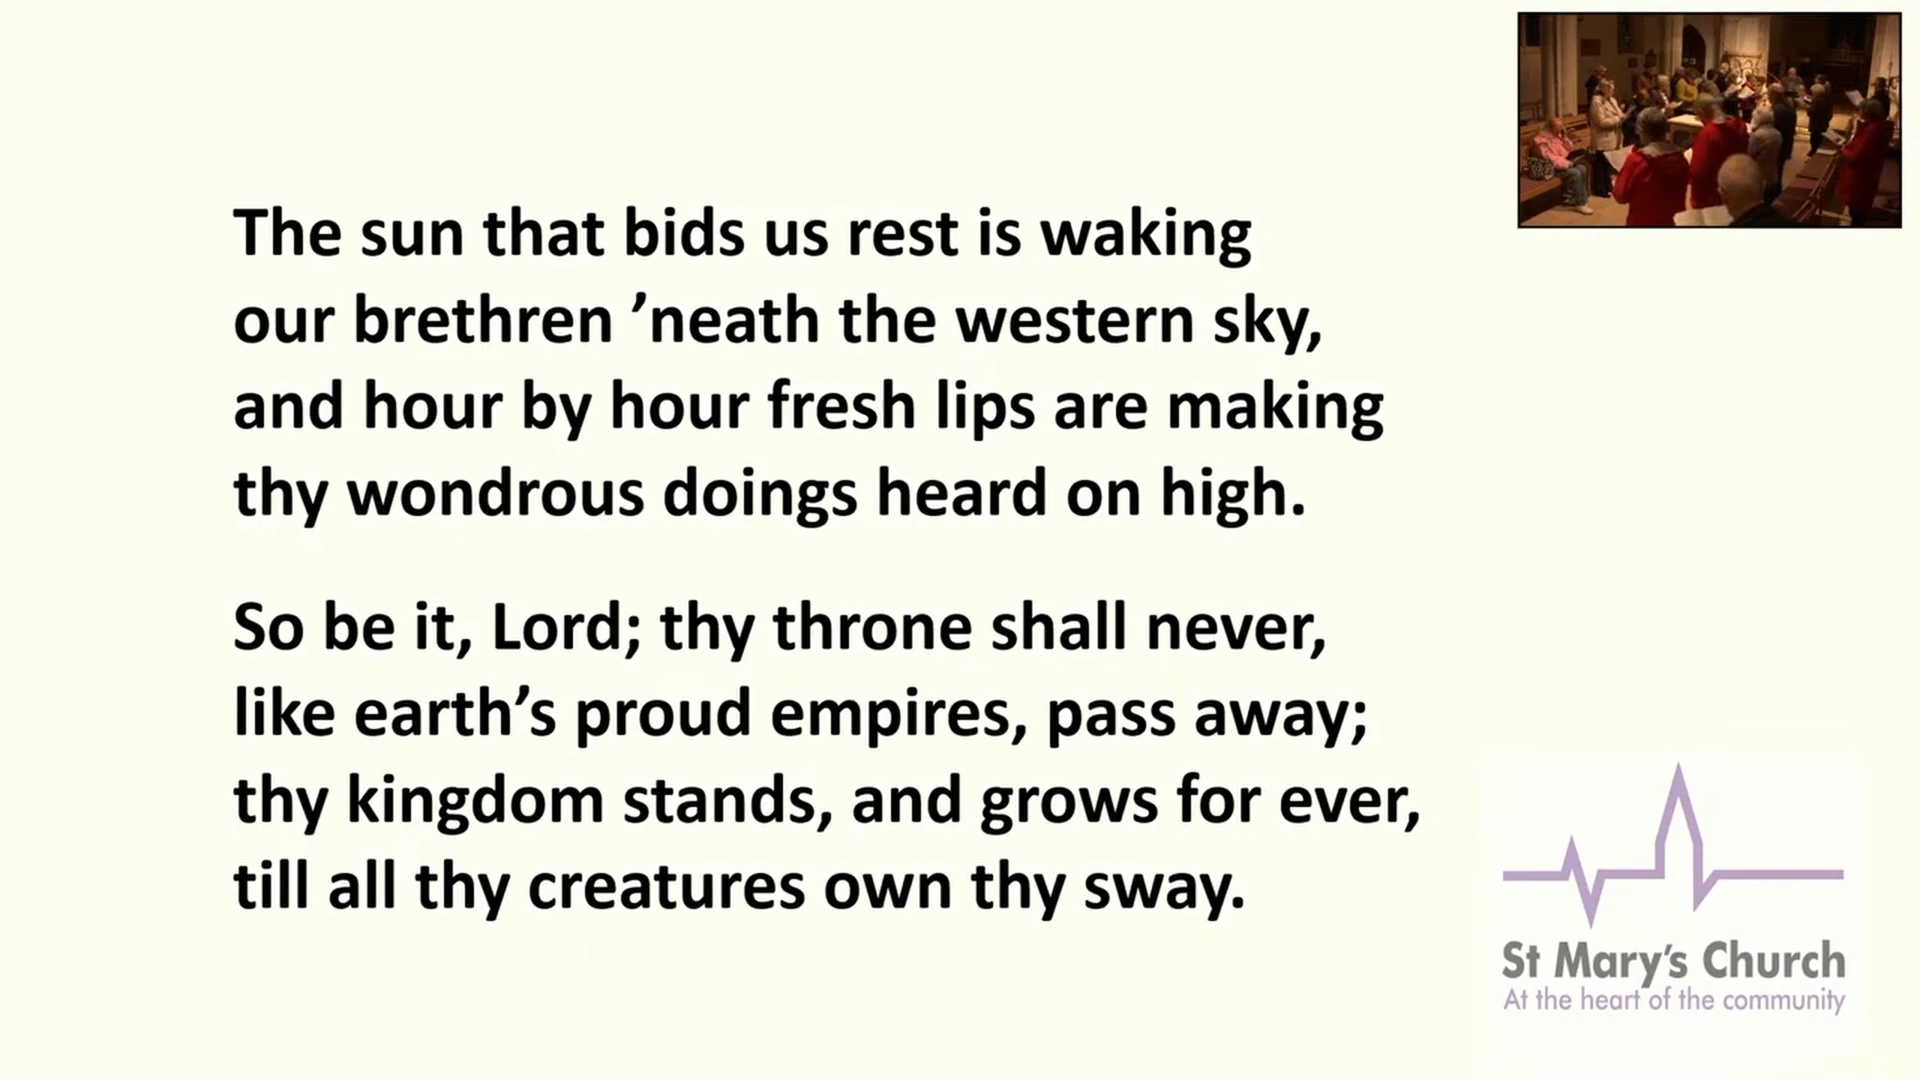 The sun that bids us rest is waking
our brethren ’neath the western sky,
and hour by hour fresh lips are making
thy wondrous doings heard on high.
So be it, Lord; thy throne shall never,
like earth’s proud empires, pass away;
thy kingdom stands, and grows for ever,
till all thy creatures own thy sway.
St Mary’s Church
At the heart of the community